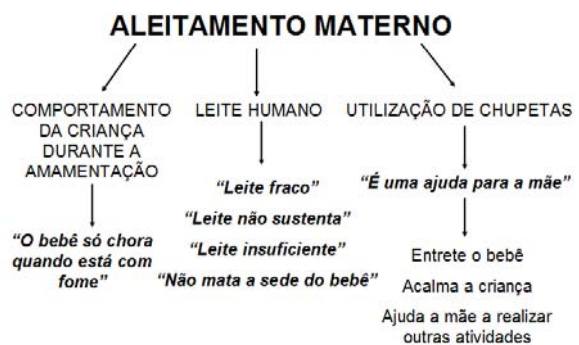 ALEITAMENTO MATERNO
COMPORTAMENTO
DA CRIANÇA
DURANTE A
AMAMENTAÇÃO
“O bebê só chora
quando está com
fome”
LEITE HUMANO
“Leite fraco”
“Leite não sustenta”
“Leite insuficiente”
“Não mata a sede do bebê”
UTILIZAÇÃO DE CHUPETAS
“É uma ajuda para a mãe”
Entrete o bebê
Acalma a criança
Ajuda a mãe a realizar
outras atividades